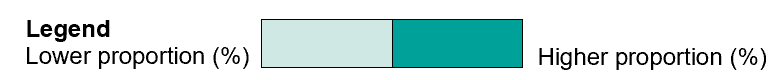 Legend
Lower proportion (%)
Higher proportion (%)